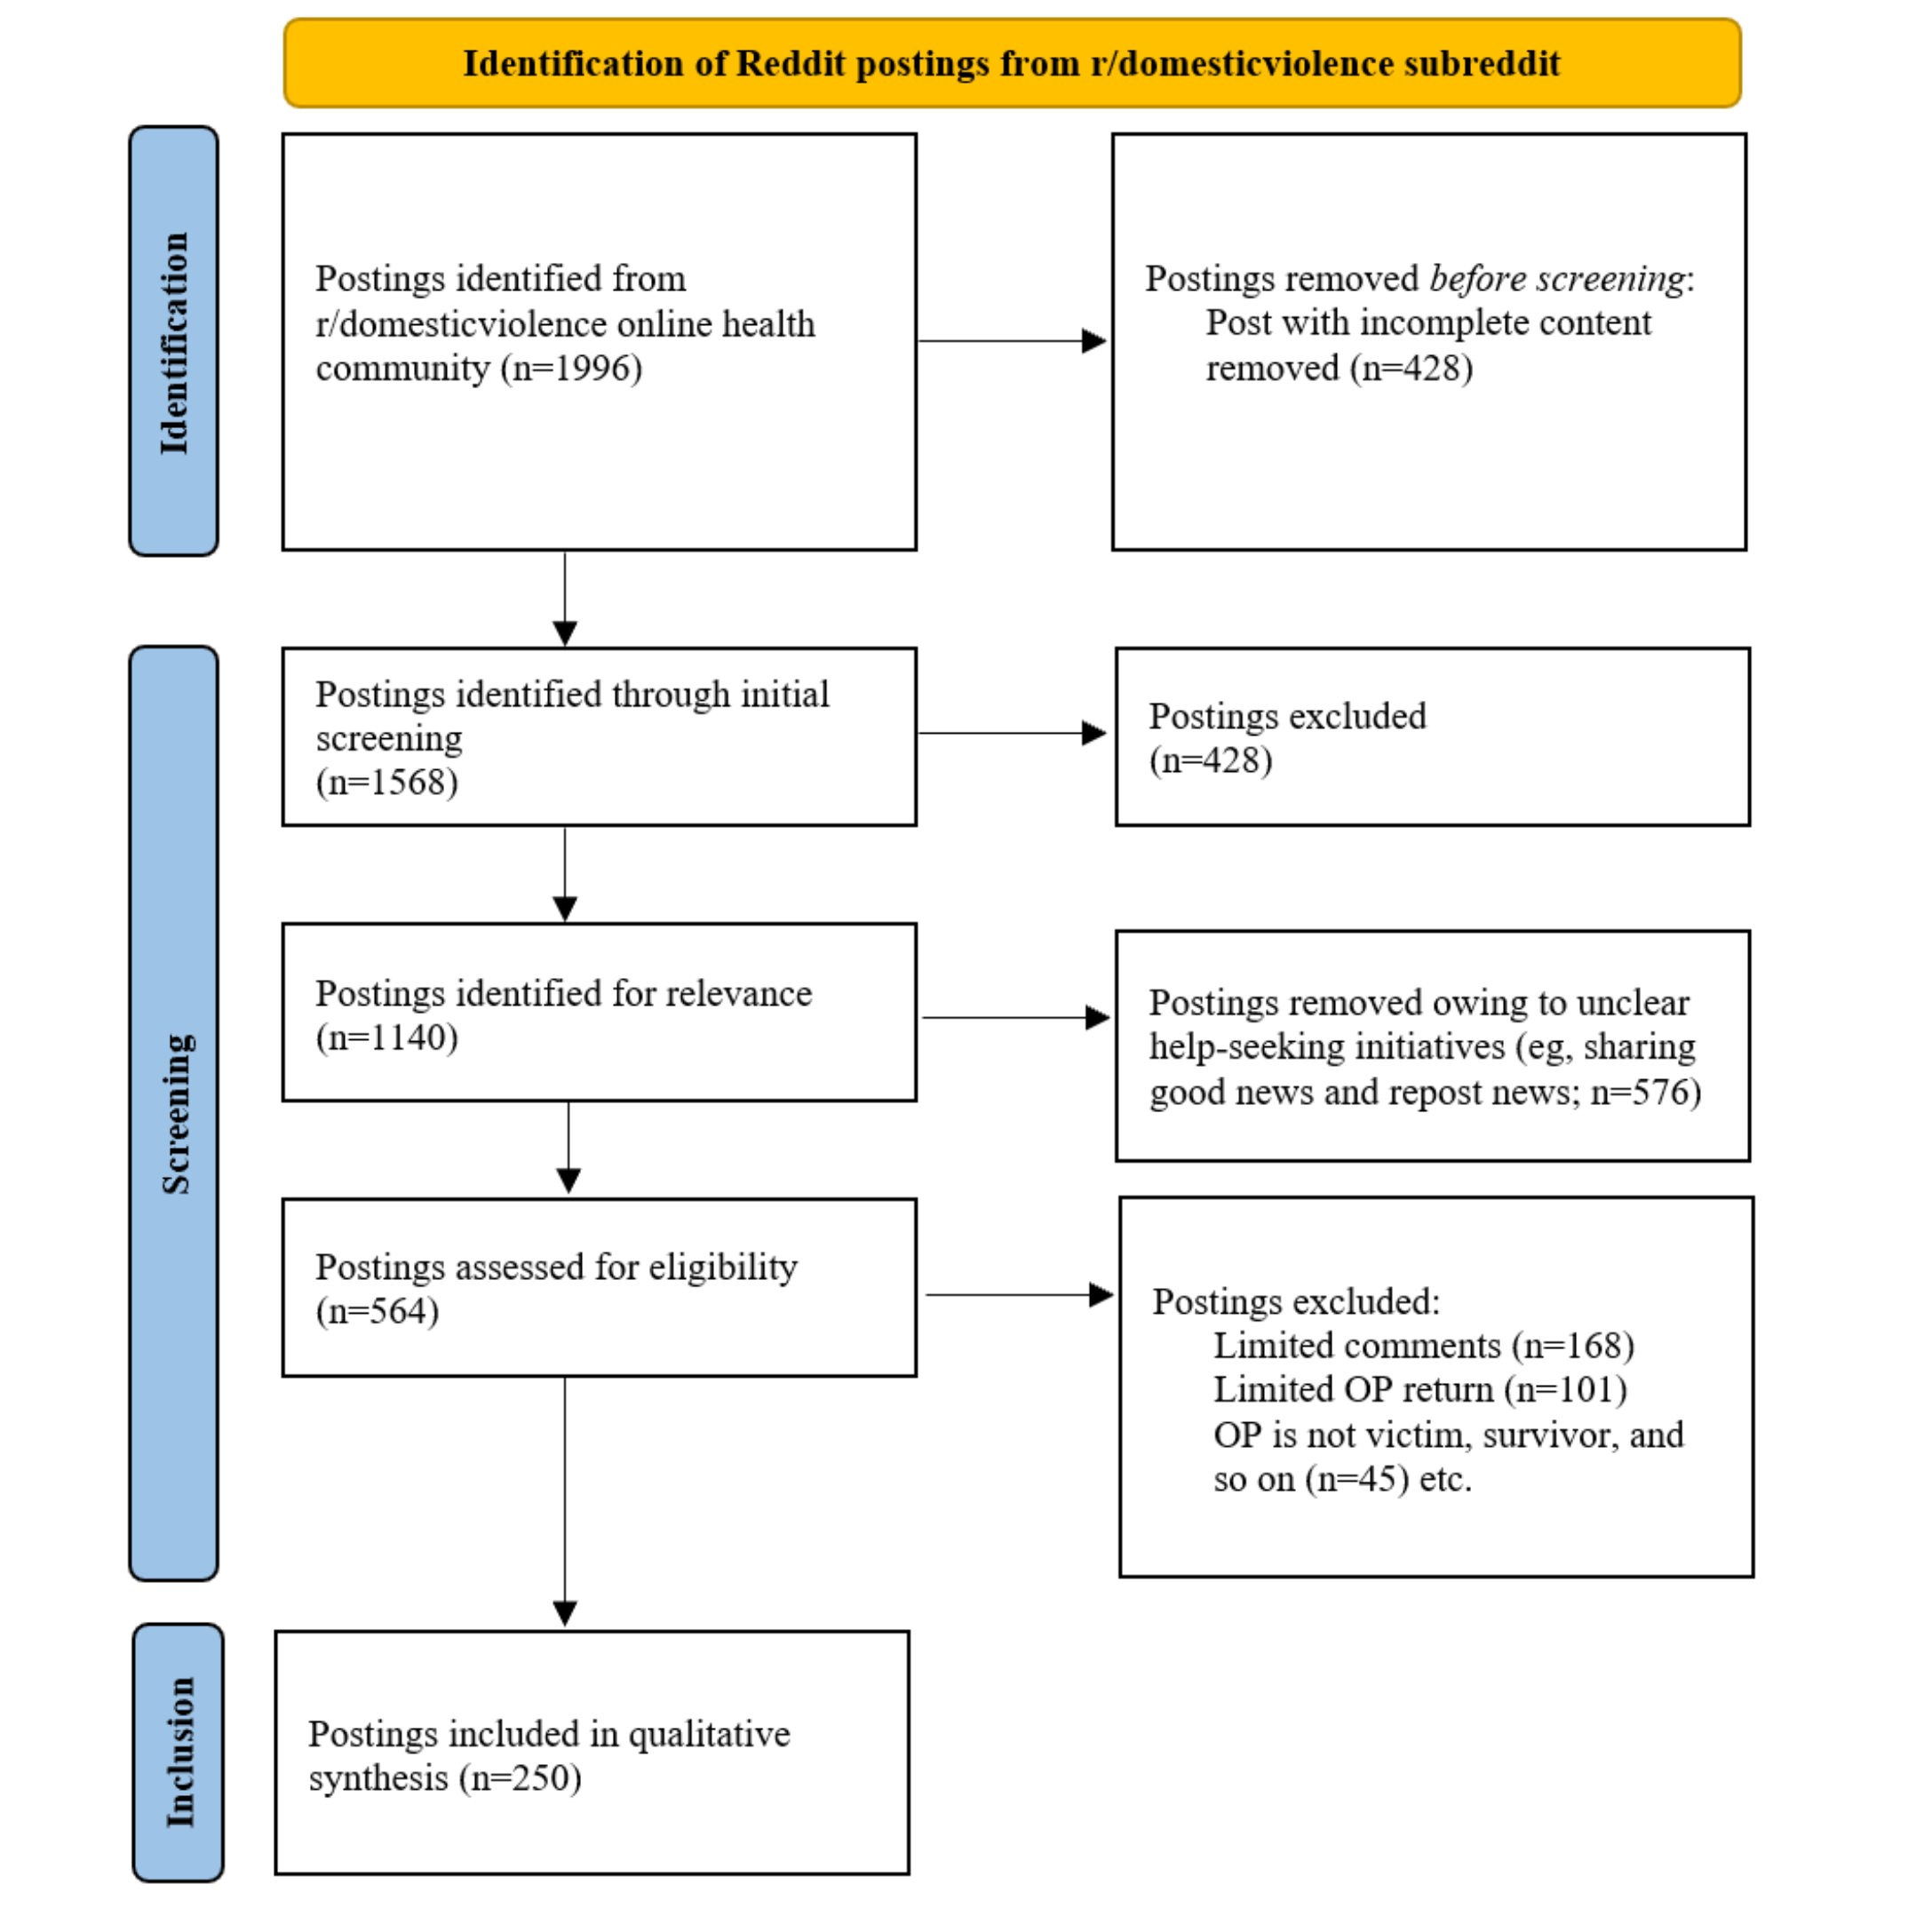 Identification of Reddit postings from r/domesticviolence subreddit
Identification
Postings identified from
r/domesticviolence online health
community (n=1996)
Postings removed before screening:
Post with incomplete content
removed (n=428)
Screening
Postings identified through initial
screening
(n=1568)
Postings excluded
(n=428)
Postings identified for relevance
(n=1140)
Postings removed owing to unclear
help-seeking initiatives (eg, sharing
good news and repost news; n=576)
Postings assessed for eligibility
(n=564)
Postings excluded:
Limited comments (n=168)
Limited OP return (n=101)
OP is not victim, survivor, and
so on (n=45) etc.
Inclusion
Postings included in qualitative
synthesis (n=250)